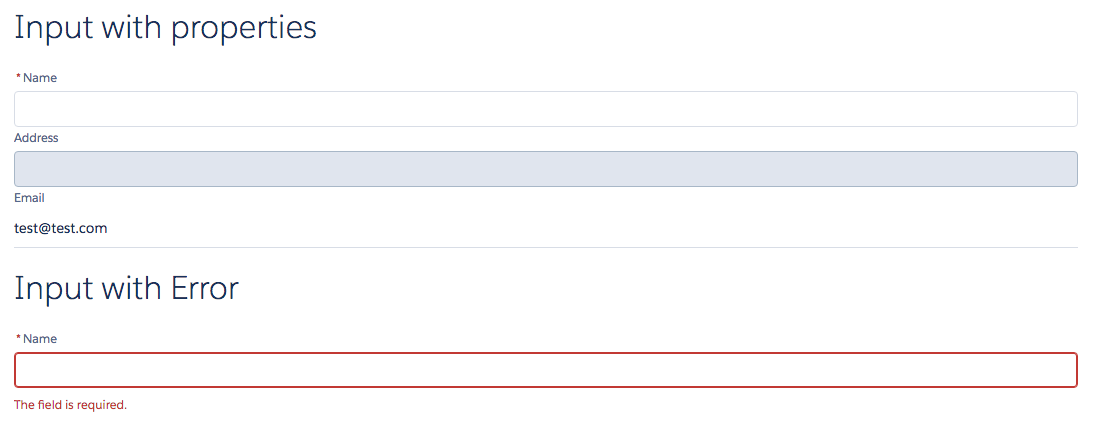 Input with properties
* Name
Address
Email
test@test.com
Input with Error
* Name
The field is required.